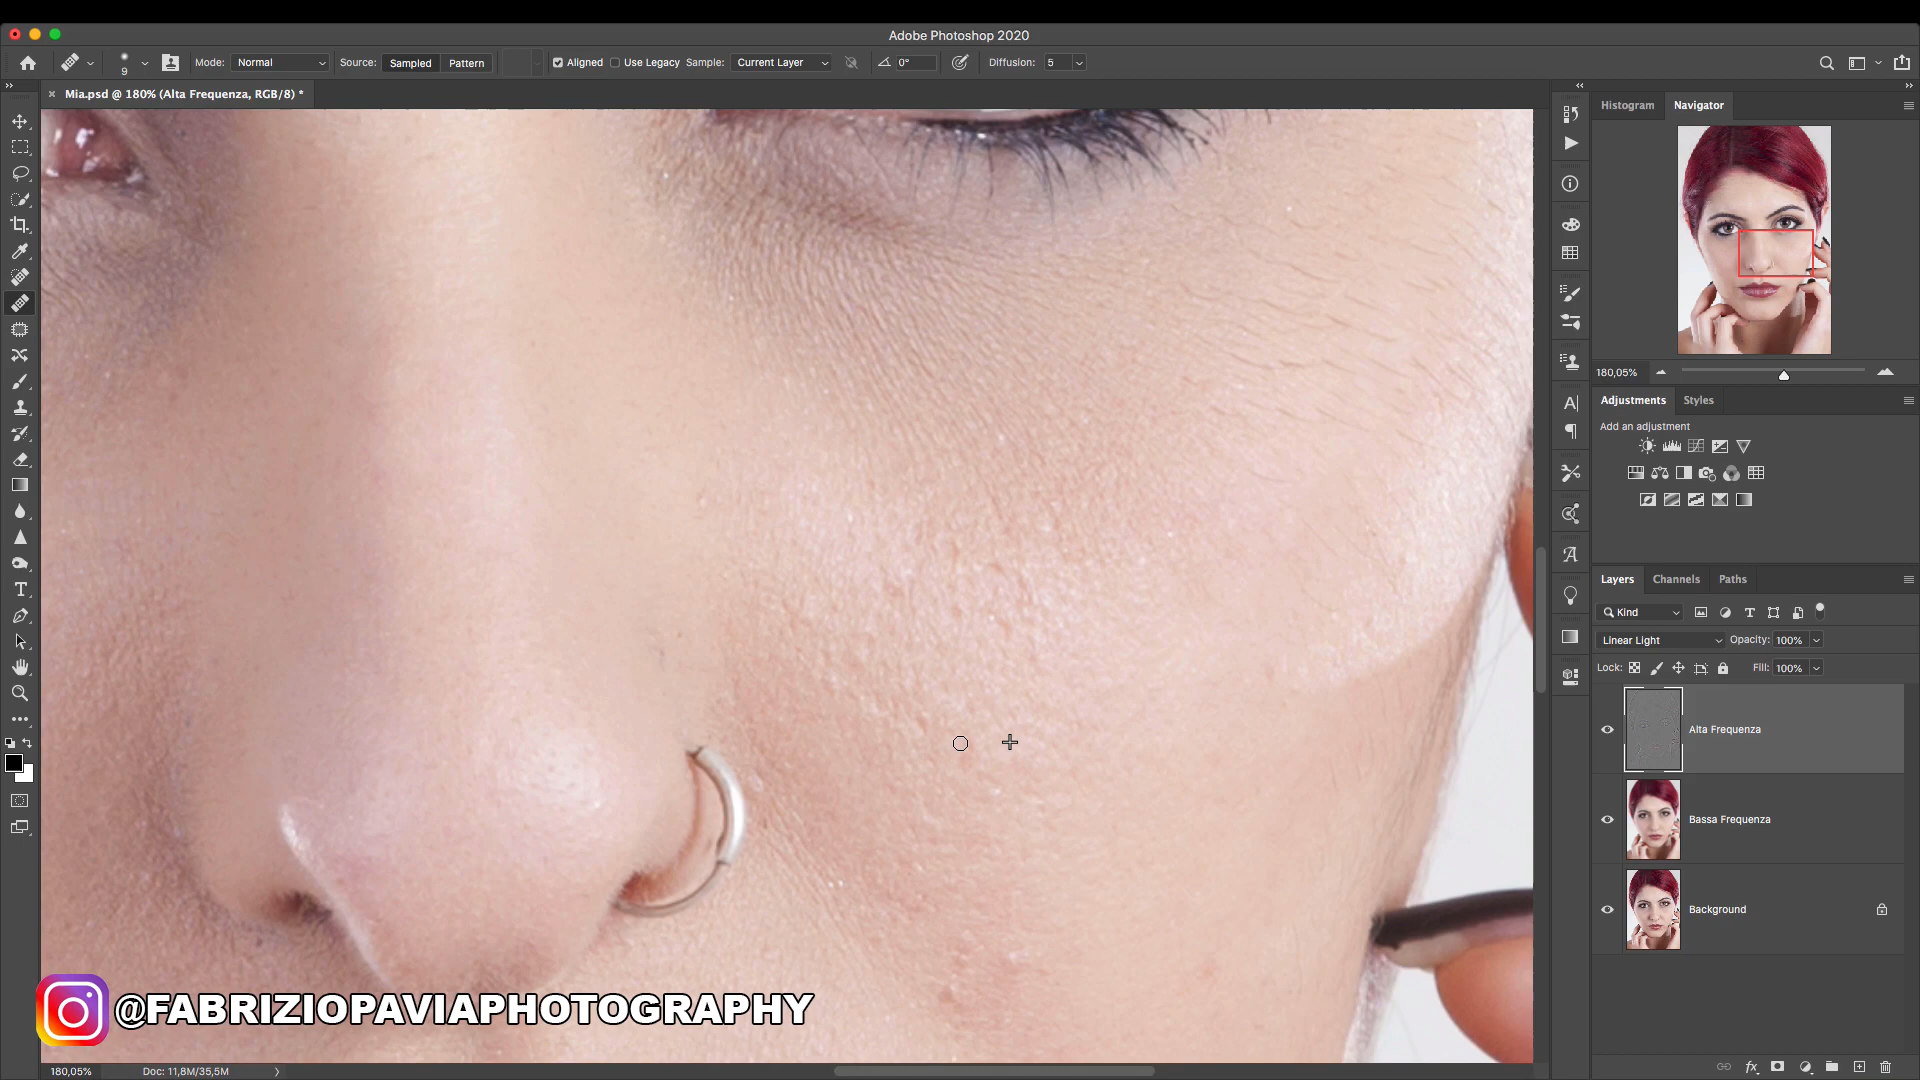 Adobe Photoshop 2020
9
Mode: Normal
Source: Sampled Pattern
Aligned
Use Legacy
Sample: Current Layer
0°
Diffusion: 5
Mia.psd @ 180% (Alta Frequenza, RGB/8) *
Histogram Navigator
180,05%
Adjustments Styles
Add an adjustment
Layers Channels Paths
Kind
Linear Light
Opacity: 100%
Lock:
Fill: 100%
Alta Frequenza
Bassa Frequenza
Background
@FABRIZIOPAVIAPHOTOGRAPHY
180,05%
Doc: 11,8M/35,5M